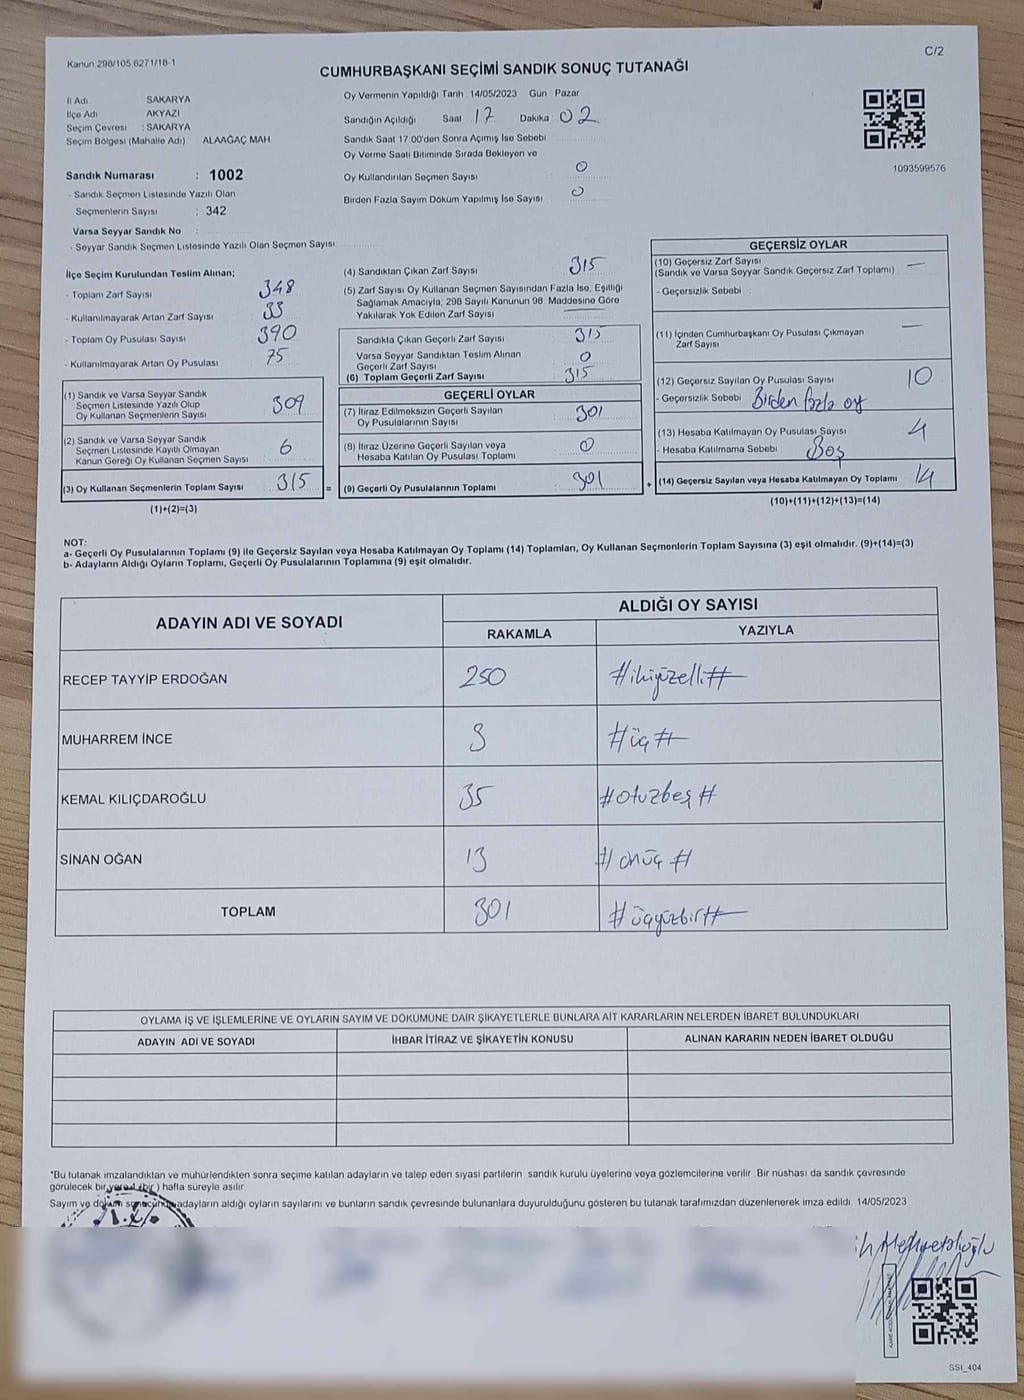 Kanun 298/105,6271/18-1
C/2
CUMHURBAŞKANI SEÇİMİ SANDIK SONUÇ TUTANAĞI
İl Adı SAKARYA
İlçe Adı AKYAZI
Seçim Çevresi : SAKARYA
Seçim Bölgesi (Mahalle Adı) ALAAĞAÇ MAH
Sandık Numarası : 1002
- Sandık Seçmen Listesinde Yazılı Olan
Seçmenlerin Sayısı : 342
Varsa Seyyar Sandık No :
- Seyyar Sandık Seçmen Listesinde Yazılı Olan Seçmen Sayısı
Oy Vermenin Yapıldığı Tarih 14/05/2023 Gün Pazar
Sandığın Açıldığı Saat 17 Dakika 02
Sandık Saat 17:00'den Sonra Açımış İse Sebebi
Oy Verme Saati Bitiminde Sırada Bekleyen ve
Oy Kullandırılan Seçmen Sayısı 0
Birden Fazla Sayım Döküm Yapılmış İse Sayısı 0
1093599576
İlçe Seçim Kurulundan Teslim Alınan;
- Toplam Zarf Sayısı 348
- Kullanılmayarak Artan Zarf Sayısı 33
- Toplam Oy Pusulası Sayısı 390
- Kullanılmayarak Artan Oy Pusulası 75
(1) Sandık ve Varsa Seyyar Sandık
Seçmen Listesinde Yazılı Olup
Oy Kullanan Seçmenlerin Sayısı 309
(2) Sandık ve Varsa Seyyar Sandık
Seçmen Listesinde Kayıtlı Olmayan
Kanun Gereği Oy Kullanan Seçmen Sayısı 6
(3) Oy Kullanan Seçmenlerin Toplam Sayısı 315 =
(1)+(2)=(3)
(4) Sandıktan Çıkan Zarf Sayısı 315
(5) Zarf Sayısı Oy Kullanan Seçmen Sayısından Fazla İse, Eşitliği
Sağlamak Amacıyla, 298 Sayılı Kanunun 98. Maddesine Göre
Yakılarak Yok Edilen Zarf Sayısı
Sandıkta Çıkan Geçerli Zarf Sayısı 315
Varsa Seyyar Sandıktan Teslim Alınan
Geçerli Zarf Sayısı 0
(6) Toplam Geçerli Zarf Sayısı 315
GEÇERLİ OYLAR
(7) İtiraz Edilmeksizin Geçerli Sayılan
Oy Pusulalarının Sayısı 301
(8) İtiraz Üzerine Geçerli Sayılan veya
Hesaba Katılan Oy Pusulası Toplamı 0
(9) Geçerli Oy Pusulalarının Toplamı 301 +
GEÇERSİZ OYLAR
(10) Geçersiz Zarf Sayısı —
(Sandık ve Varsa Seyyar Sandık Geçersiz Zarf Toplamı)
- Geçersizlik Sebebi
(11) İçinden Cumhurbaşkanı Oy Pusulası Çıkmayan —
Zarf Sayısı
(12) Geçersiz Sayılan Oy Pusulası Sayısı 10
- Geçersizlik Sebebi Birden fazla oy
(13) Hesaba Katılmayan Oy Pusulası Sayısı 4
- Hesaba Katılmama Sebebi Boş
(14) Geçersiz Sayılan veya Hesaba Katılmayan Oy Toplamı 14
(10)+(11)+(12)+(13)=(14)
NOT:
a- Geçerli Oy Pusulalarının Toplamı (9) ile Geçersiz Sayılan veya Hesaba Katılmayan Oy Toplamı (14) Toplamları, Oy Kullanan Seçmenlerin Toplam Sayısına (3) eşit olmalıdır. (9)+(14)=(3)
b- Adayların Aldığı Oyların Toplamı, Geçerli Oy Pusulalarının Toplamına (9) eşit olmalıdır.
ADAYIN ADI VE SOYADI
ALDIĞI OY SAYISI
RAKAMLA YAZIYLA
RECEP TAYYİP ERDOĞAN 250 #ikiyüzelli#
MUHARREM İNCE 3 #üç#
KEMAL KILIÇDAROĞLU 35 #otuzbeş#
SİNAN OĞAN 13 #onüç#
TOPLAM 301 #üçyüzbir#
OYLAMA İŞ VE İŞLEMLERİNE VE OYLARIN SAYIM VE DÖKÜMÜNE DAİR ŞİKAYETLERLE BUNLARA AİT KARARLARIN NELERDEN İBARET BULUNDUKLARI
ADAYIN ADI VE SOYADI İHBAR İTİRAZ VE ŞİKAYETİN KONUSU ALINAN KARARIN NEDEN İBARET OLDUĞU
*Bu tutanak imzalandıktan ve mühürlendikten sonra seçime katılan adayların ve talep eden siyasi partilerin sandık kurulu üyelerine veya gözlemcilerine verilir. Bir nüshası da sandık çevresinde
görülecek bir yere 1 (bir ) hafta süreyle asılır.
Sayım ve döküm sonucunda adayların aldığı oyların sayılarını ve bunların sandık çevresinde bulunanlara duyurulduğunu gösteren bu tutanak tarafımızdan düzenlenerek imza edildi. 14/05/2023
SSI_404